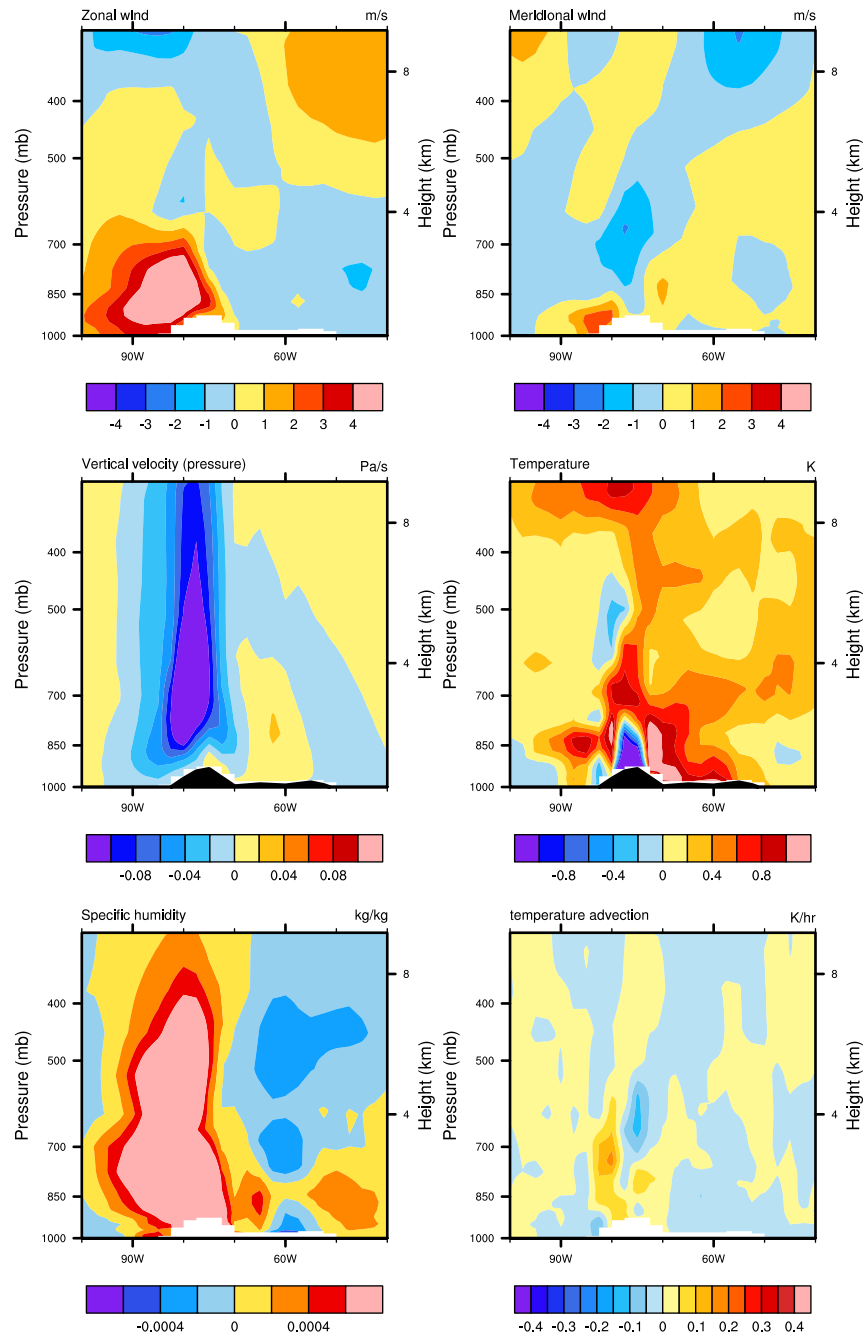 Zonal wind m/s
Pressure (mb)
400
500
700
850
1000
8
4
Height (km)
90W 60W
-4 -3 -2 -1 0 1 2 3 4
Meridional wind m/s
Pressure (mb)
400
500
700
850
1000
8
4
Height (km)
90W 60W
-4 -3 -2 -1 0 1 2 3 4
Vertical velocity (pressure) Pa/s
Pressure (mb)
400
500
700
850
1000
8
4
Height (km)
90W 60W
-0.08 -0.04 0 0.04 0.08
Temperature K
Pressure (mb)
400
500
700
850
1000
8
4
Height (km)
90W 60W
-0.8 -0.4 0 0.4 0.8
Specific humidity kg/kg
Pressure (mb)
400
500
700
850
1000
8
4
Height (km)
90W 60W
-0.0004 0 0.0004
temperature advection K/hr
Pressure (mb)
400
500
700
850
1000
8
4
Height (km)
90W 60W
-0.4 -0.3 -0.2 -0.1 0 0.1 0.2 0.3 0.4